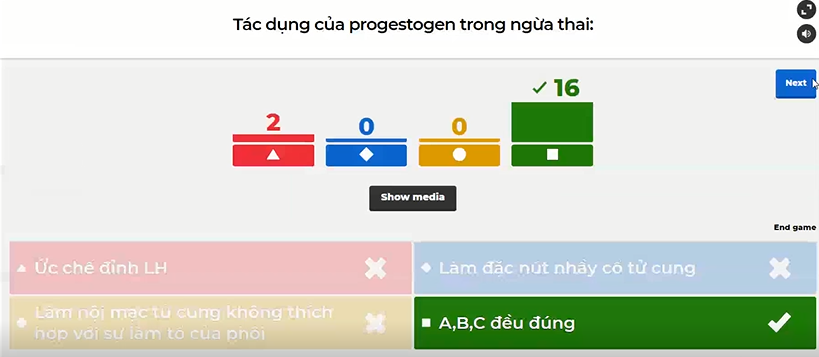 Tác dụng của progestogen trong ngừa thai:
Next
16
2
0
0
Show media
End game
Ức chế đỉnh LH
Làm đặc nút nhầy cổ tử cung
Làm nội mạc tử cung không thích
hợp với sự làm tổ của phôi
A,B,C đều đúng